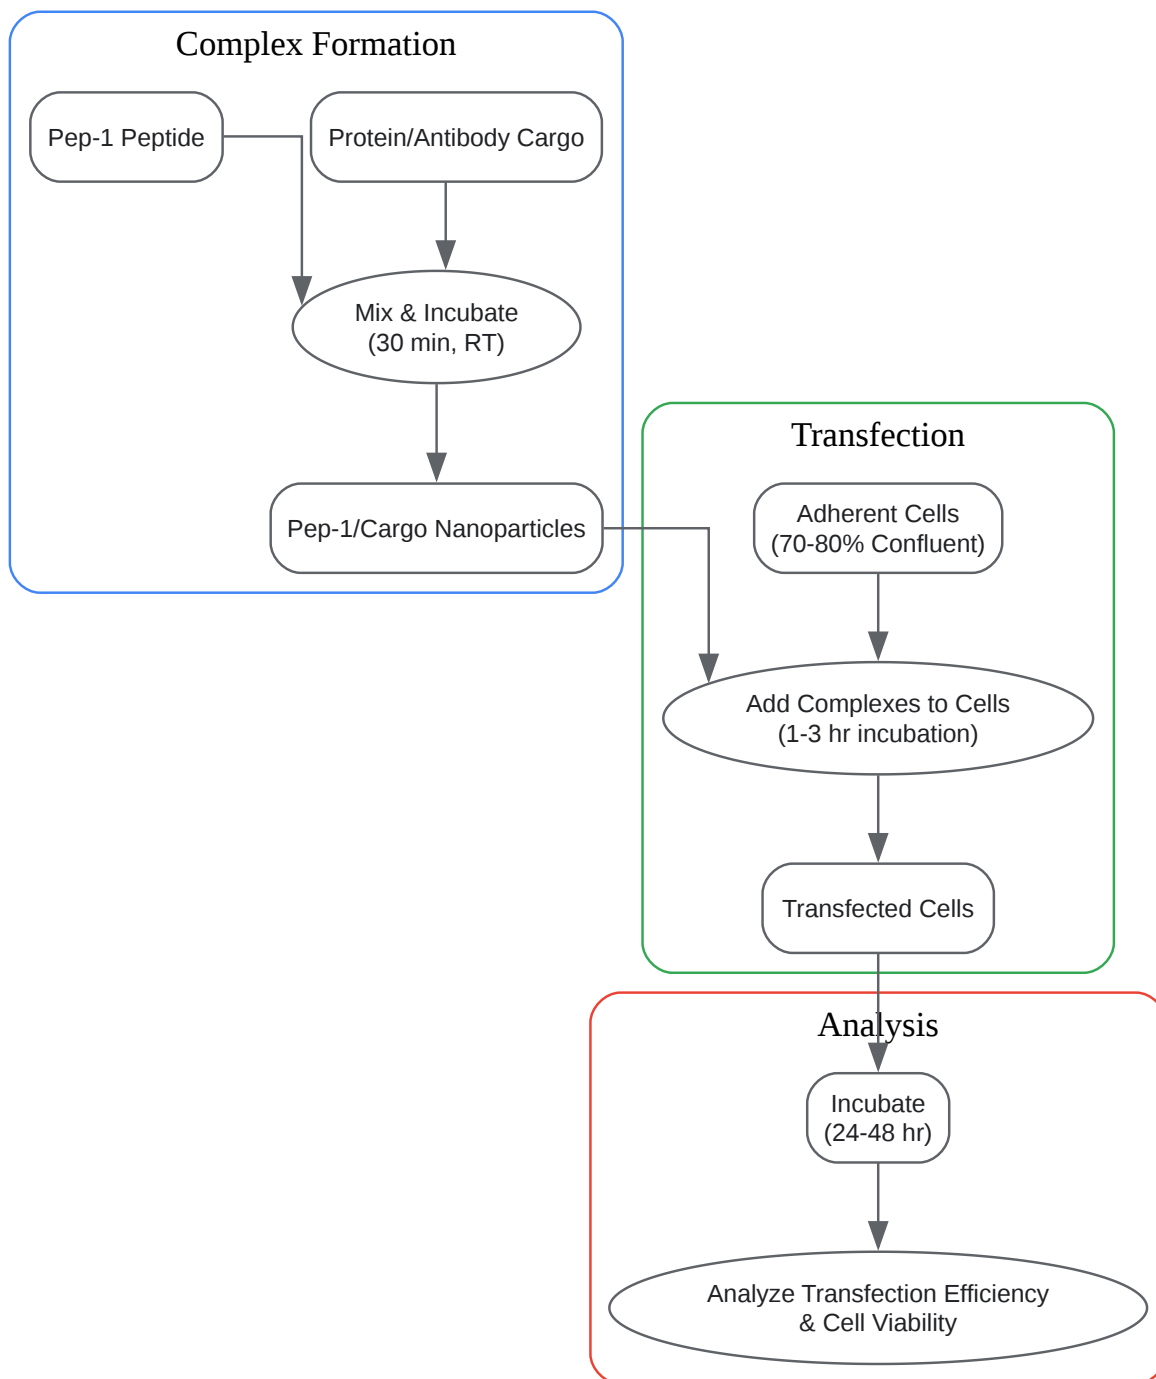 Complex Formation
Pep-1 Peptide
Protein/Antibody Cargo
Mix & Incubate
(30 min, RT)
Pep-1/Cargo Nanoparticles
Transfection
Adherent Cells
(70-80% Confluent)
Add Complexes to Cells
(1-3 hr incubation)
Transfected Cells
Analysis
Incubate
(24-48 hr)
Analyze Transfection Efficiency
& Cell Viability